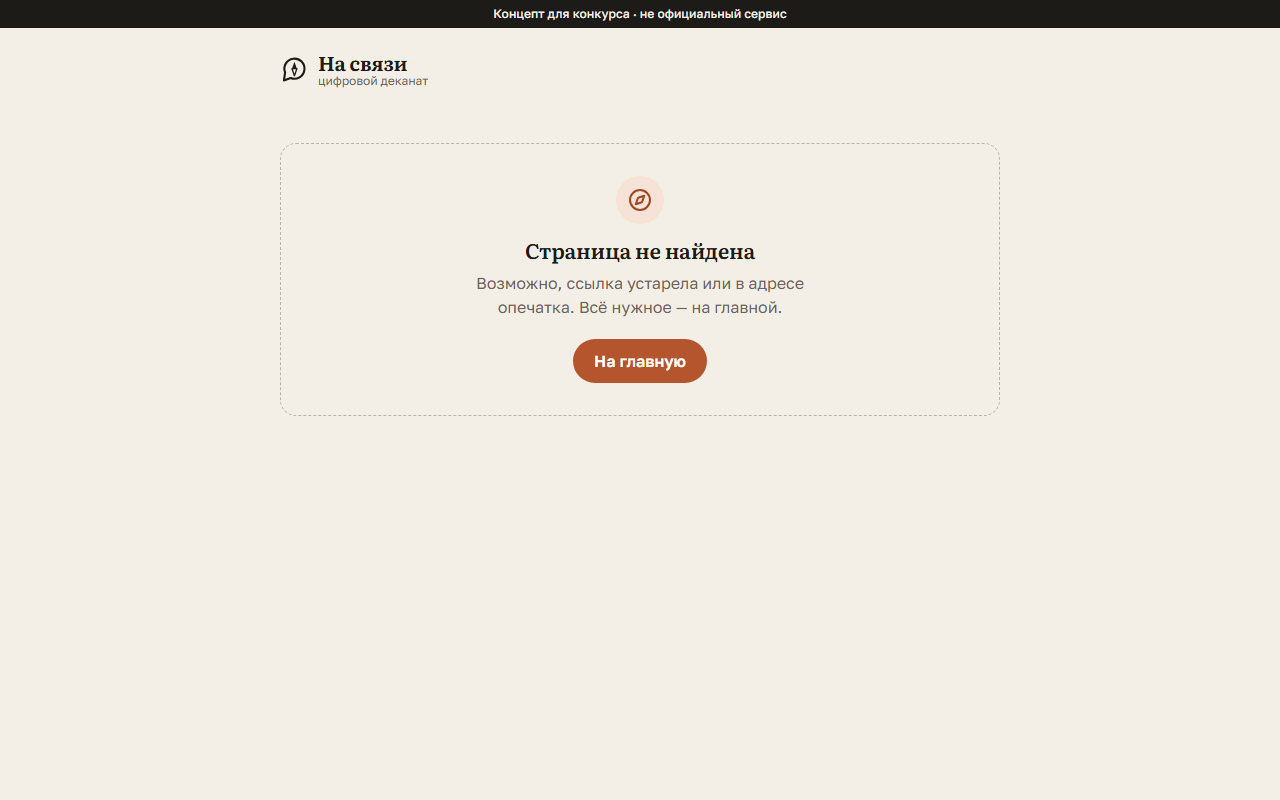 Концепт для конкурса · не официальный сервис
На связи
цифровой деканат
Страница не найдена
Возможно, ссылка устарела или в адресе
опечатка. Всё нужное — на главной.
На главную